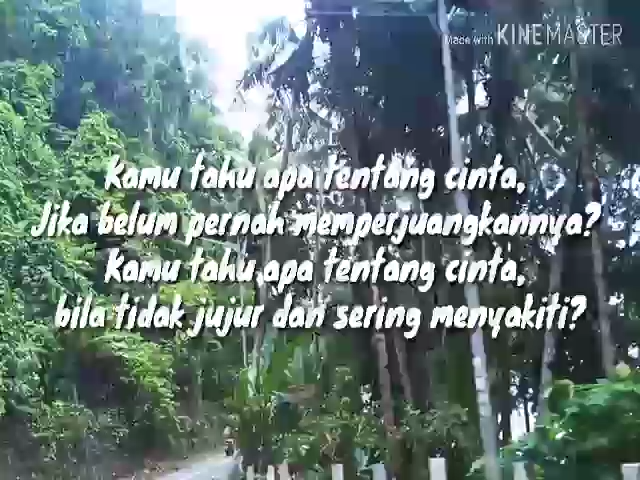 Made with KINEMASTER
Kamu tahu apa tentang cinta,
Jika belum pernah memperjuangkannya?
Kamu tahu apa tentang cinta,
bila tidak jujur dan sering menyakiti?